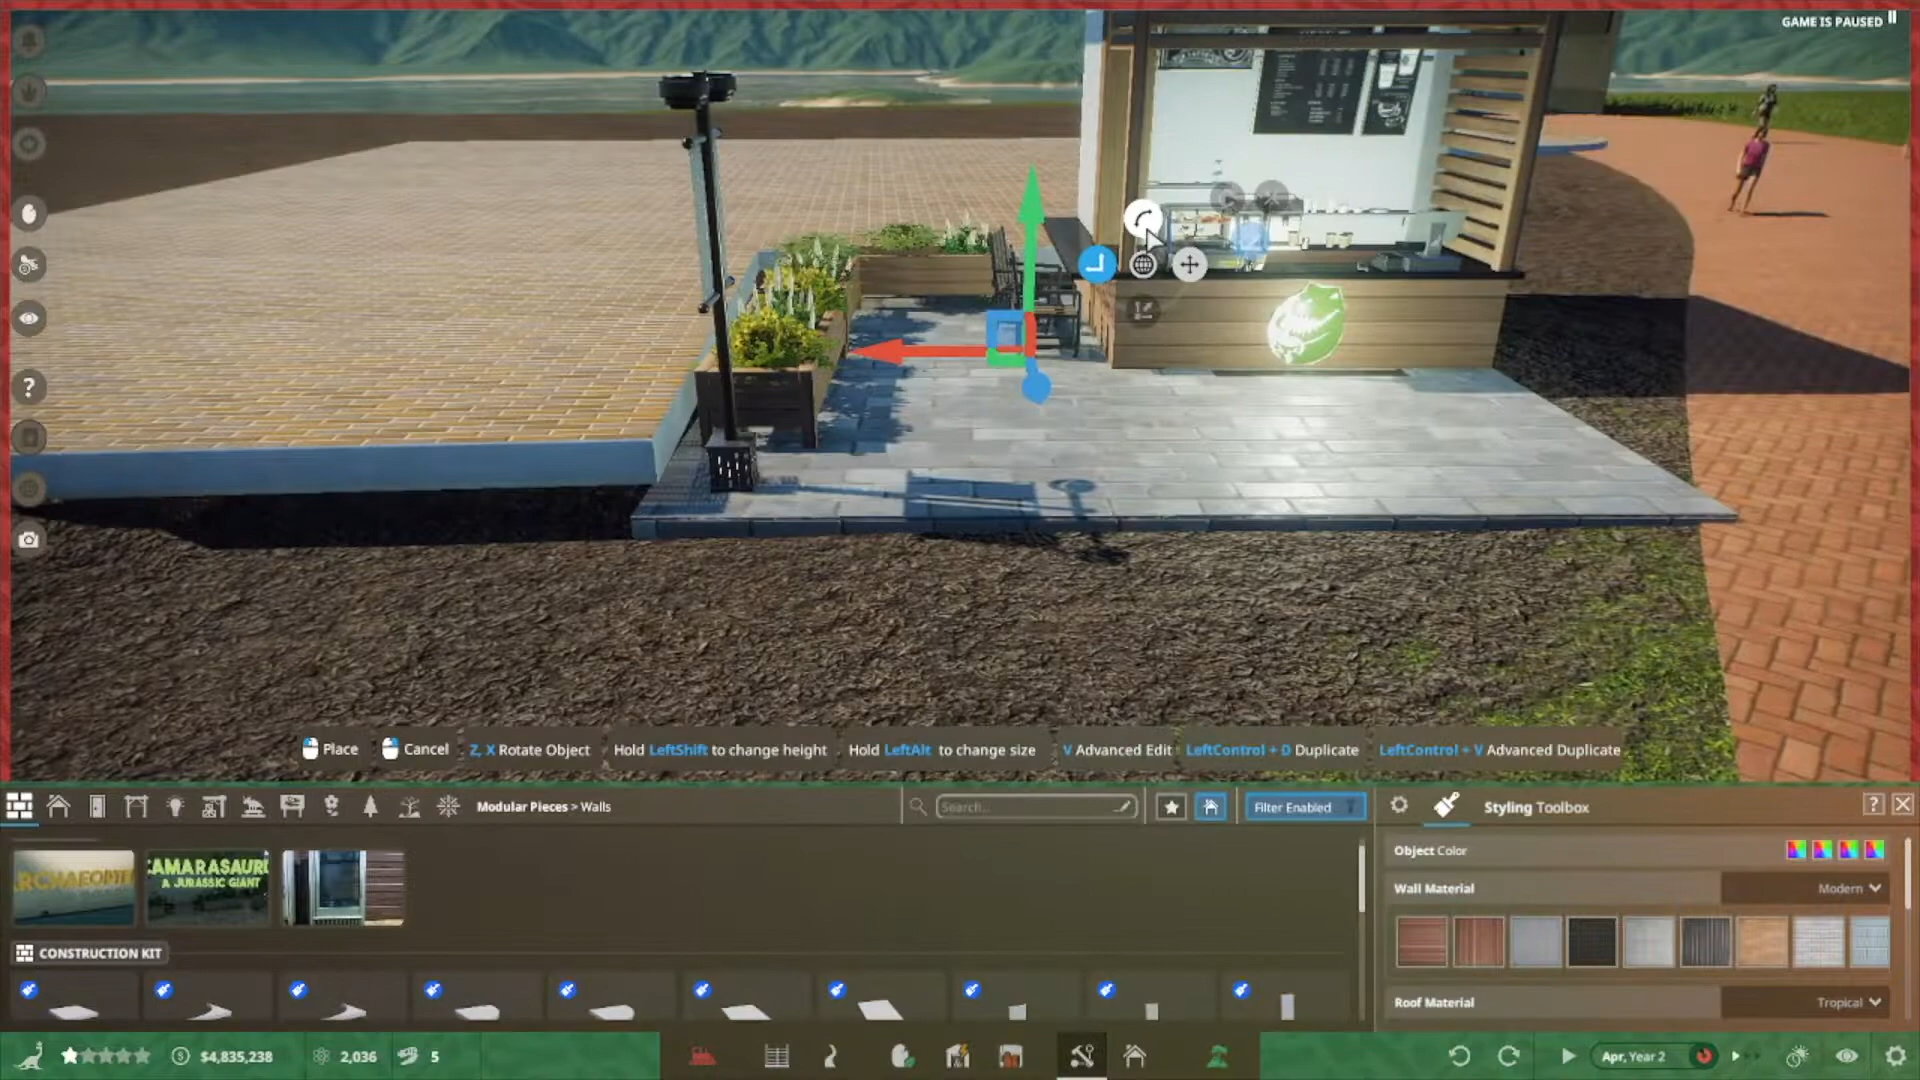 GAME IS PAUSED
?
Place Cancel Z, X Rotate Object Hold LeftShift to change height Hold LeftAlt to change size V Advanced Edit LeftControl + D Duplicate LeftControl + V Advanced Duplicate
Modular Pieces > Walls
Search...
Filter Enabled
Styling Toolbox
?
Object Color
CAMARASAURU
A JURASSIC GIANT
Wall Material Modern
CONSTRUCTION KIT
Roof Material Tropical
$4,835,238
2,036
5
Apr, Year 2